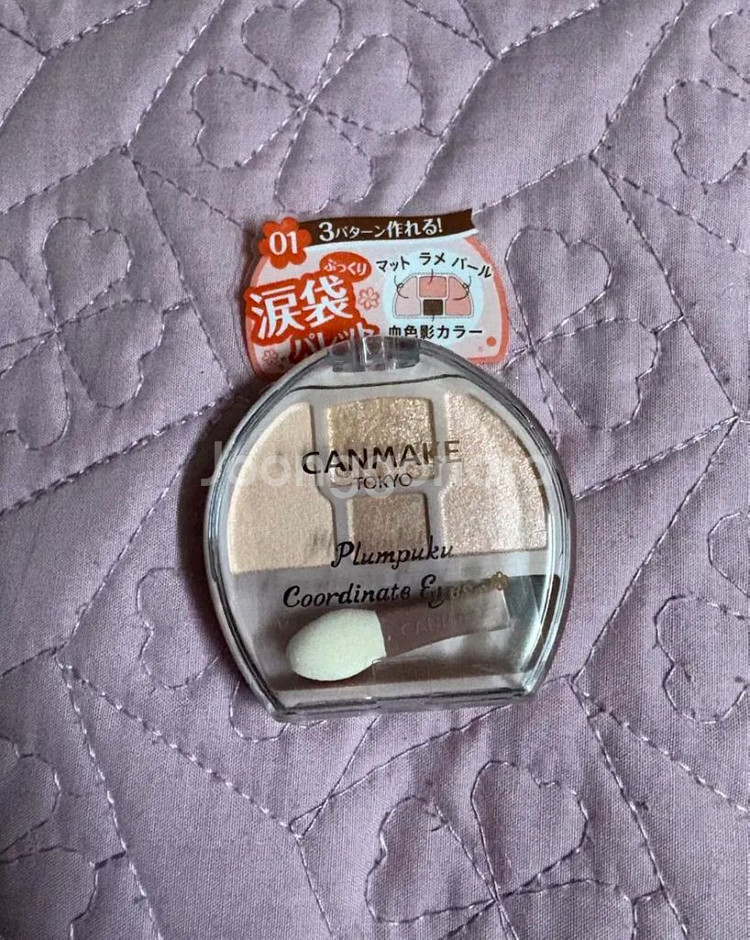 01
3パターン作れる!
ぷっくり
涙袋
パレット
マット ラメ パール
血色影カラー
CANMAKE
TOKYO
Plumpuku
Coordinate Eyes